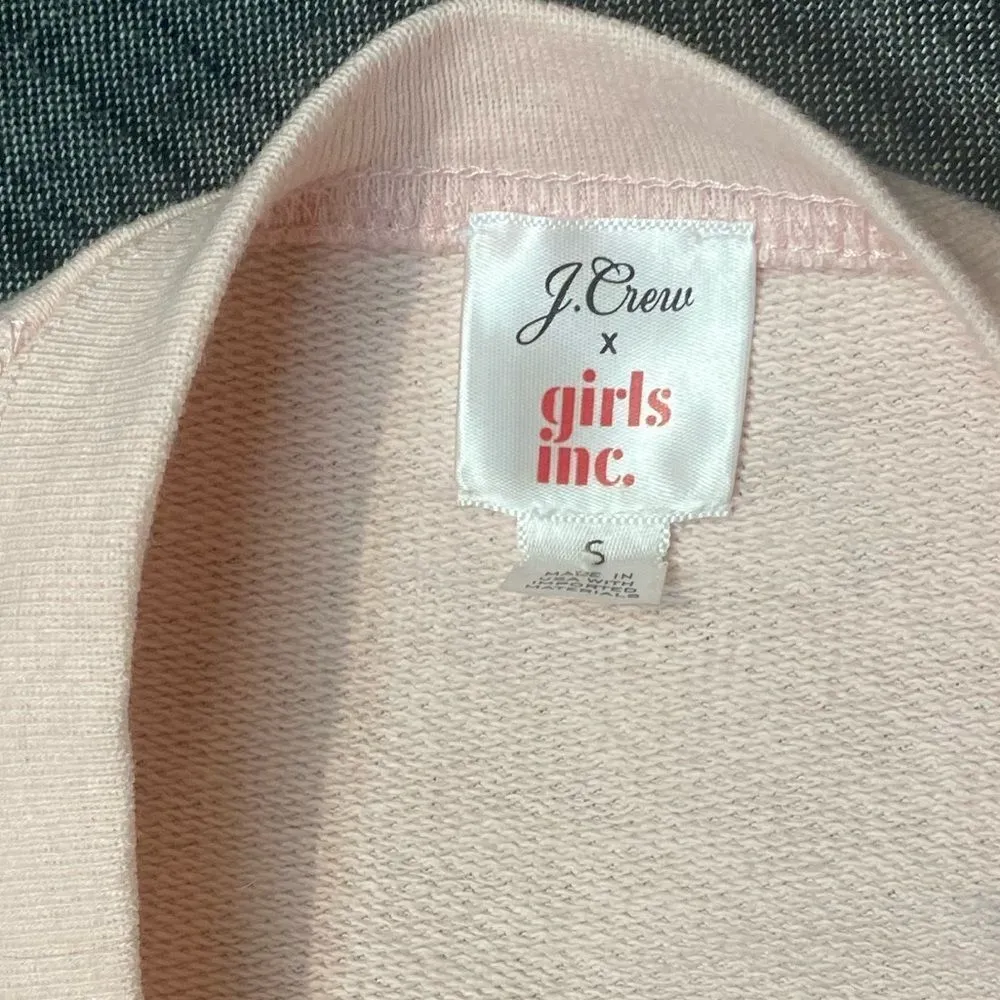 J.Crew
x
girls
inc.
S
MADE IN
USA WITH
IMPORTED
MATERIALS